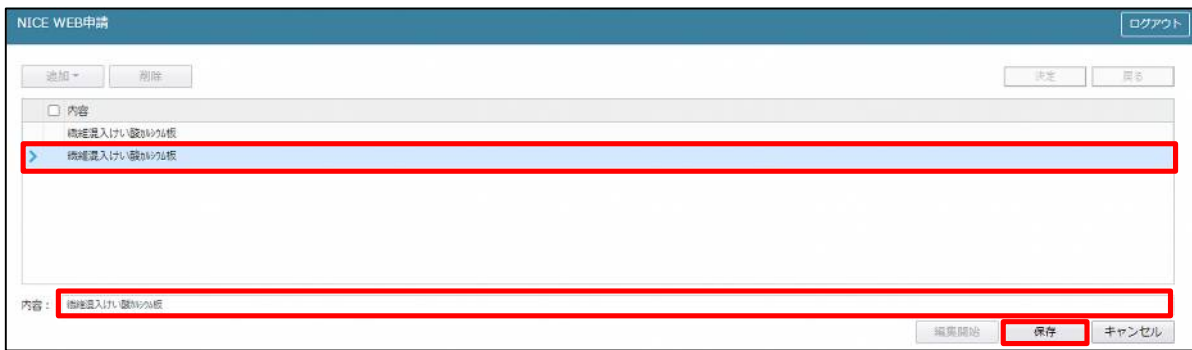 NICE WEB申請
ログアウト
追加
削除
決定
戻る
内容
繊維混入けい酸ｶﾙｼｳﾑ板
繊維混入けい酸ｶﾙｼｳﾑ板
内容：
繊維混入けい酸ｶﾙｼｳﾑ板
編集開始
保存
キャンセル